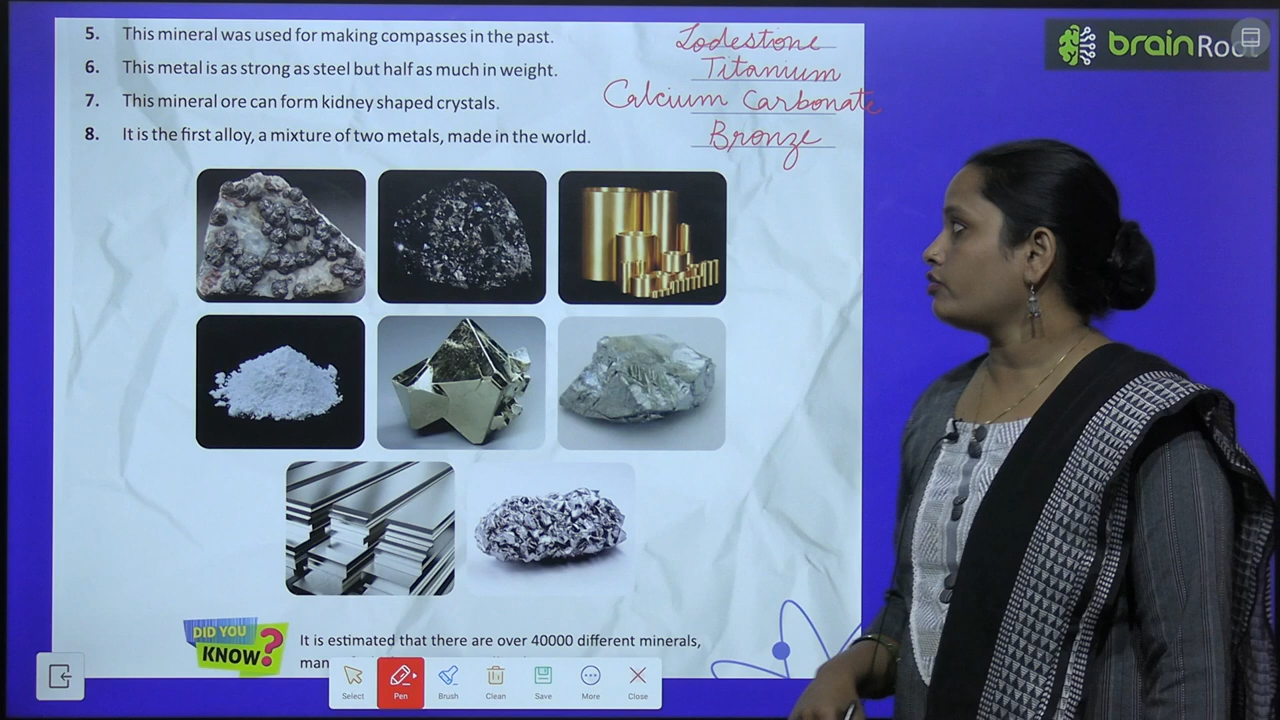 5. This mineral was used for making compasses in the past. Lodestone
6. This metal is as strong as steel but half as much in weight. Titanium
7. This mineral ore can form kidney shaped crystals. Calcium Carbonate
8. It is the first alloy, a mixture of two metals, made in the world. Bronze
brainRoot
DID YOU KNOW?
It is estimated that there are over 40000 different minerals,
Select Pen Brush Clean Save More Close